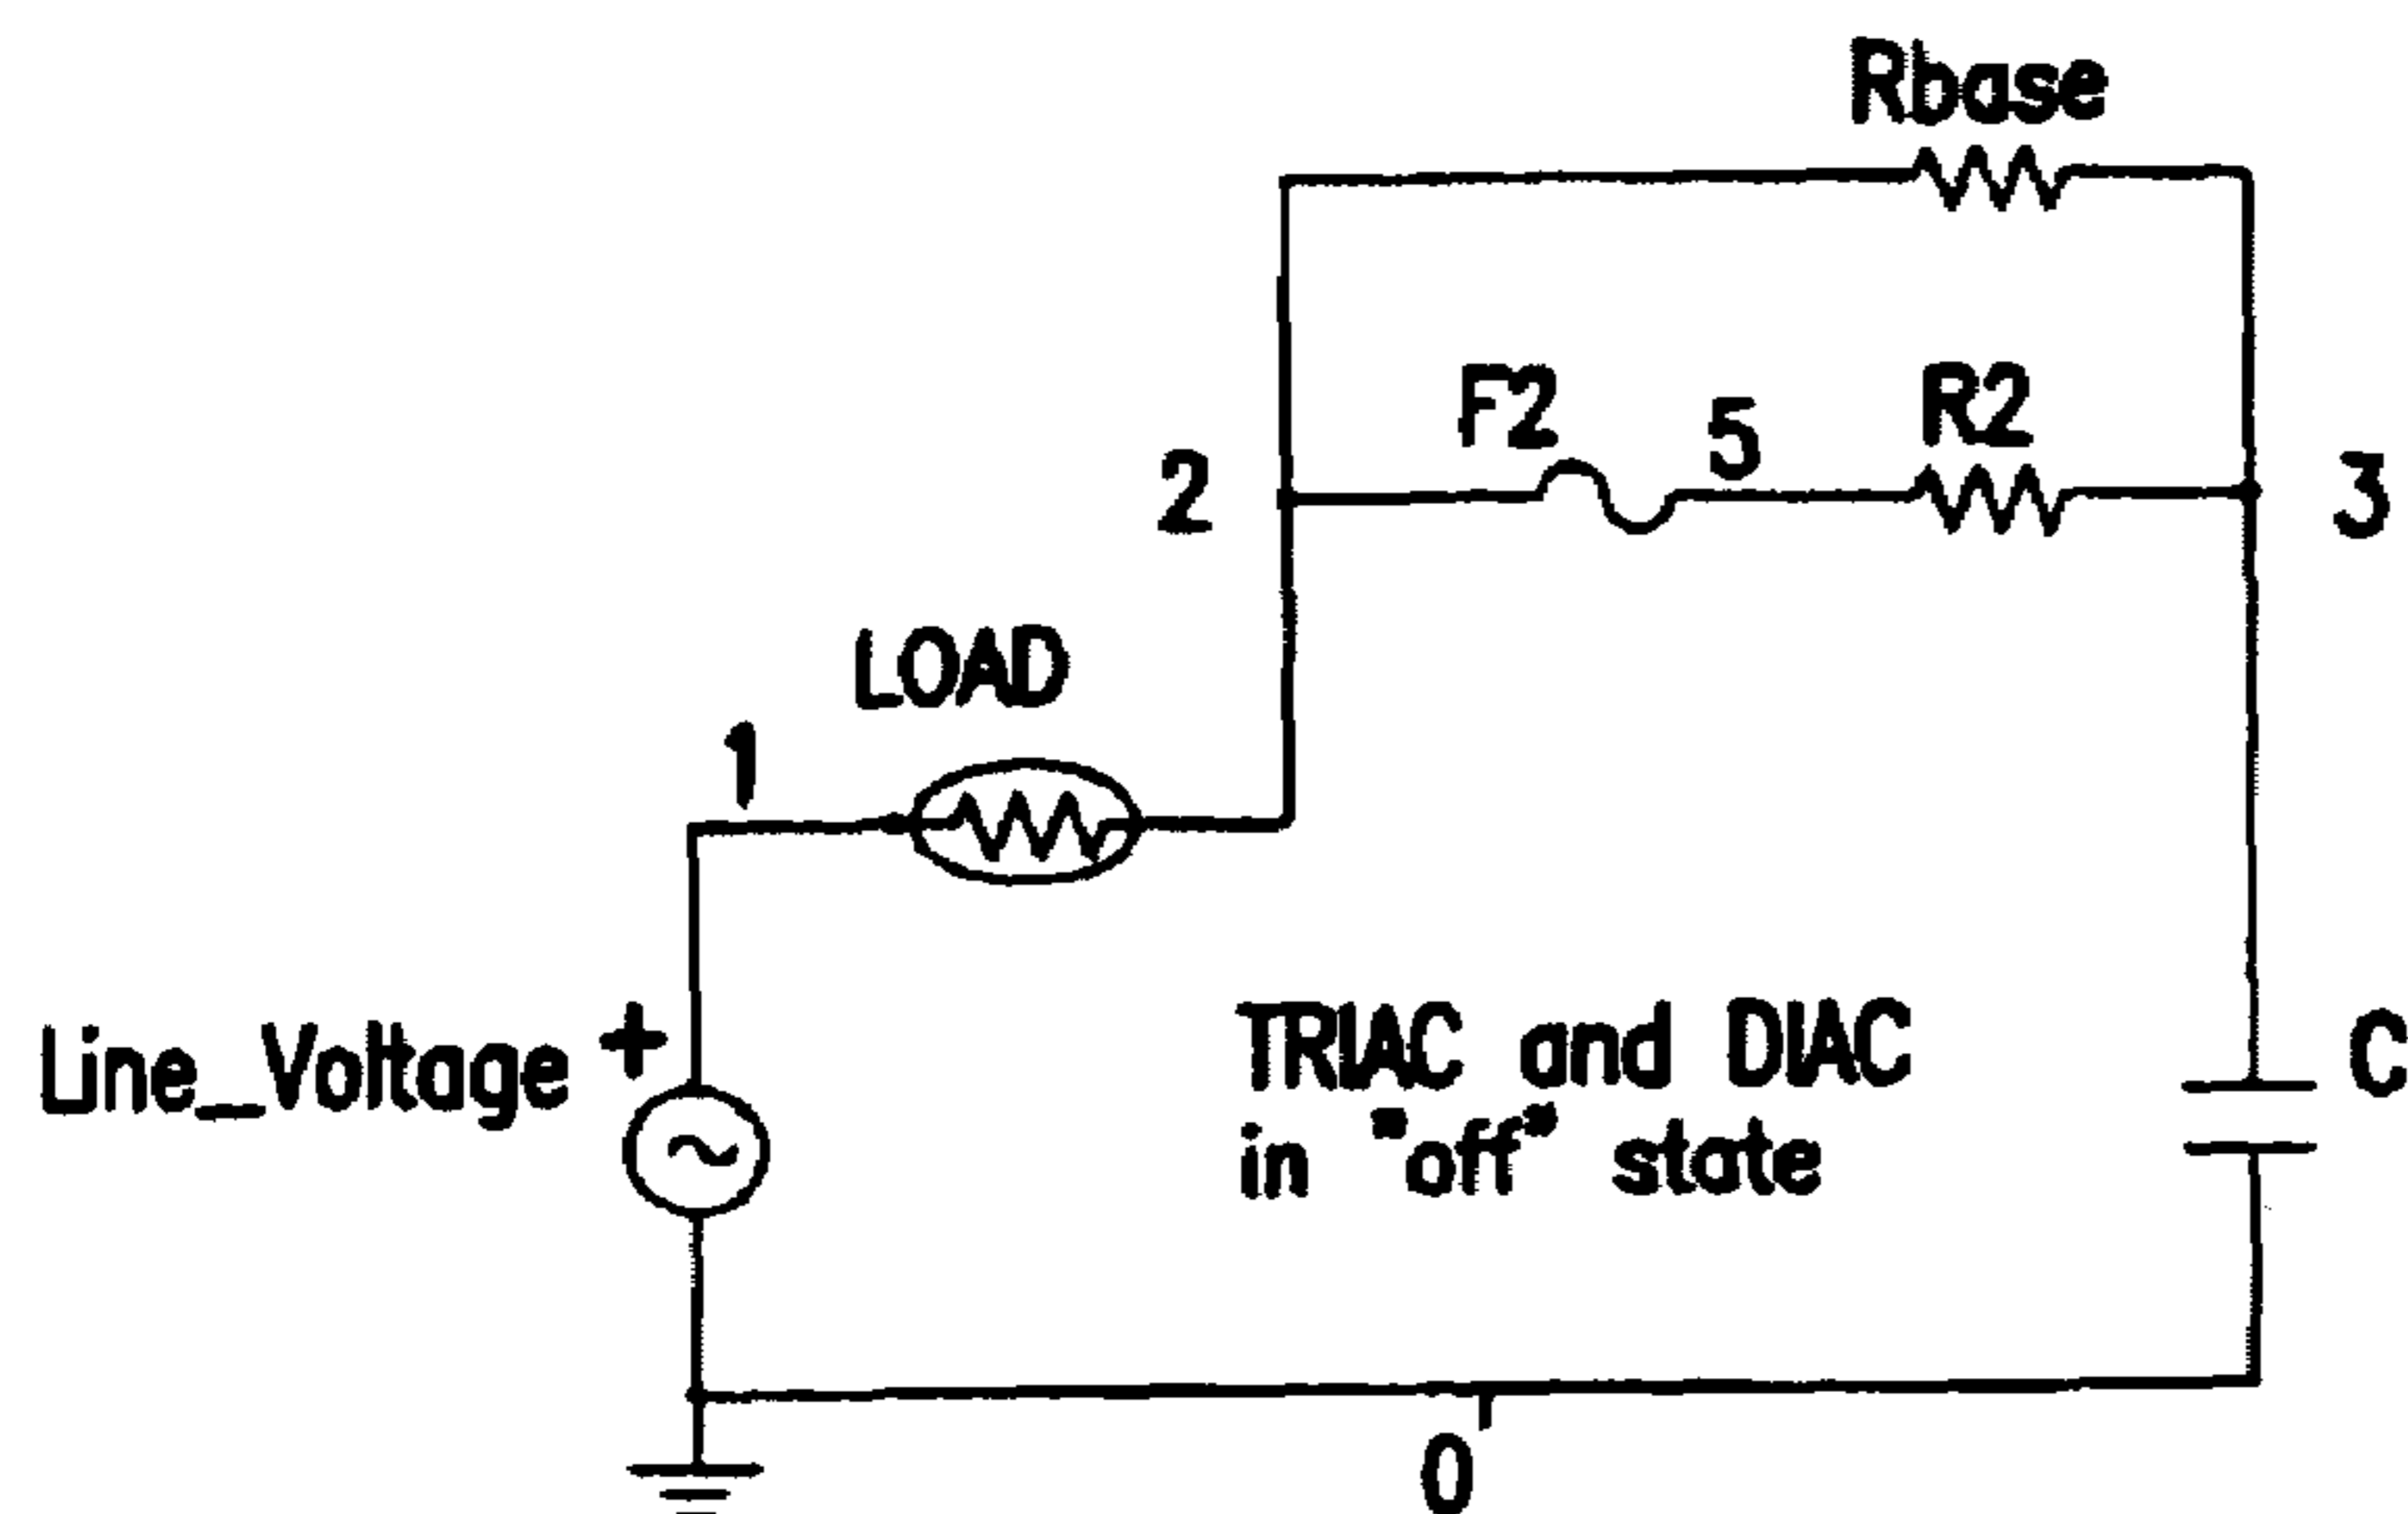 Rbase
F2
5
R2
2
3
LOAD
1
Line_Voltage
+
TRIAC and DIAC
in "off" state
C
0